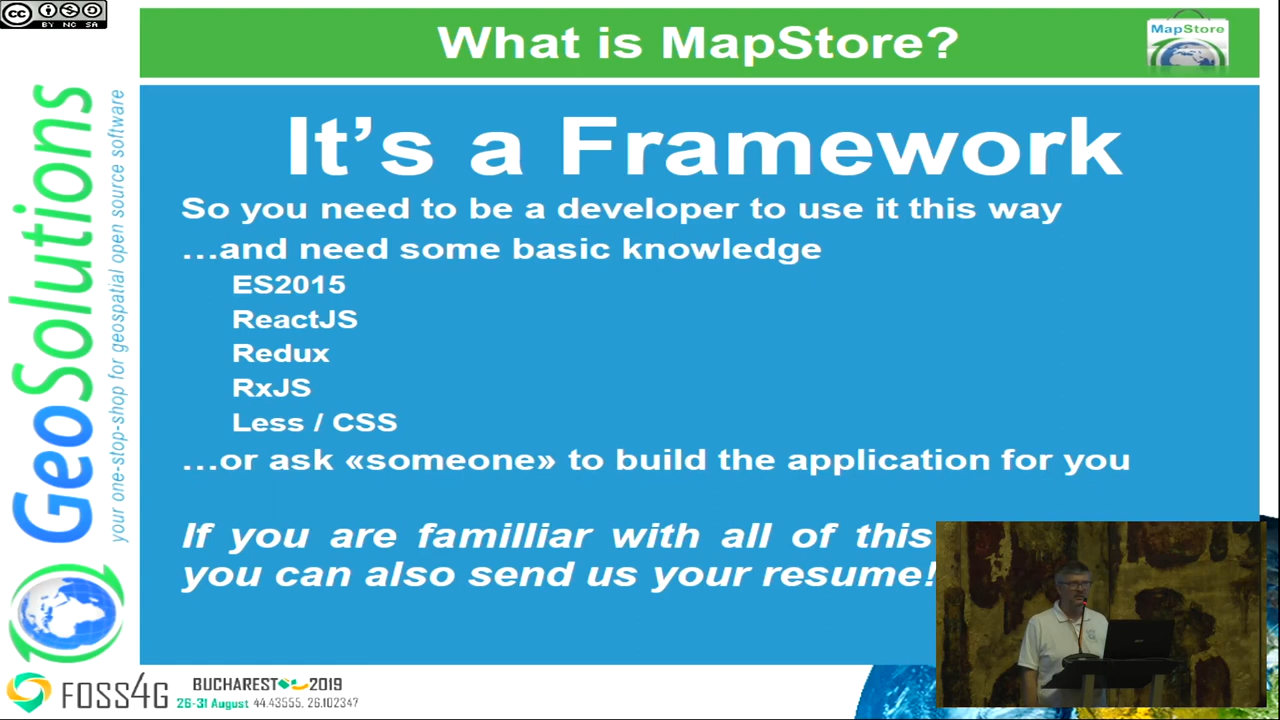 BY NC SA
What is MapStore?
MapStore
It's a Framework
So you need to be a developer to use it this way
…and need some basic knowledge
ES2015
ReactJS
Redux
RxJS
Less / CSS
…or ask «someone» to build the application for you
If you are familliar with all of this
you can also send us your resume!
GeoSolutions
your one-stop-shop for geospatial open source software
FOSS4G
BUCHAREST 2019
26-31 August 44.43555. 26.102347